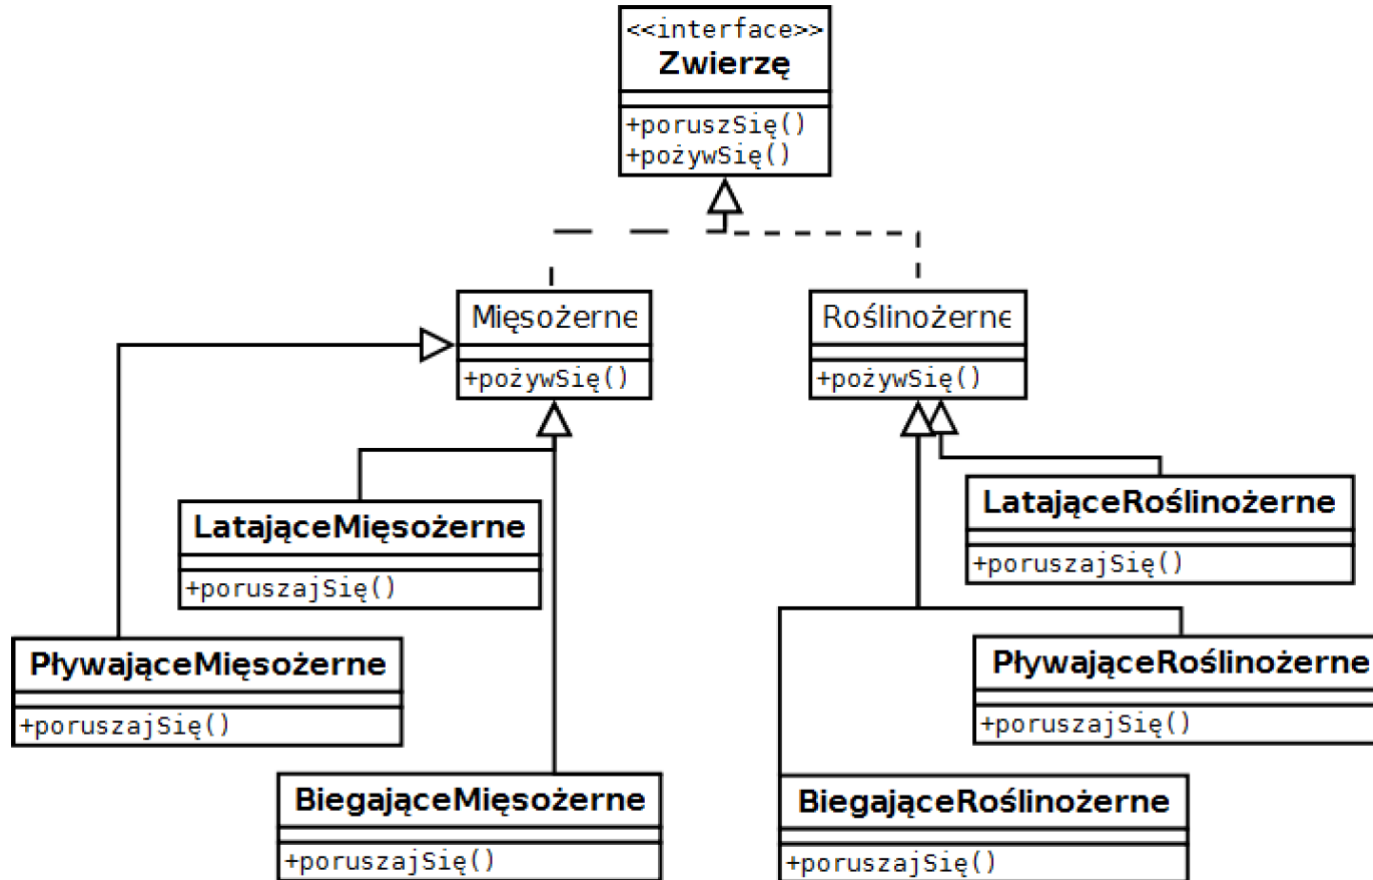 <<interface>>
Zwierzę
+poruszSię()
+pożywSię()
Mięsożerne
+pożywSię()
Roślinożerne
+pożywSię()
LatająceMięsożerne
+poruszajSię()
LatająceRoślinożerne
+poruszajSię()
PływająceMięsożerne
+poruszajSię()
PływająceRoślinożerne
+poruszajSię()
BiegająceMięsożerne
+poruszajSię()
BiegająceRoślinożerne
+poruszajSię()